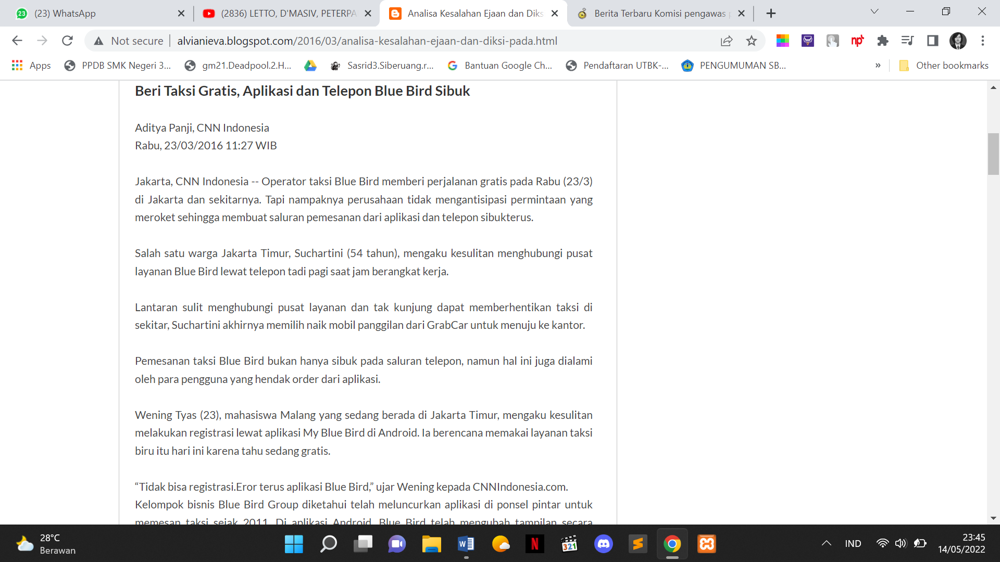 (23) WhatsApp
(2836) LETTO, D'MASIV, PETERPA
Analisa Kesalahan Ejaan dan Diks
Berita Terbaru Komisi pengawas p
Not secure
alvianieva.blogspot.com/2016/03/analisa-kesalahan-ejaan-dan-diksi-pada.html
Apps
PPDB SMK Negeri 3...
gm21.Deadpool.2.H...
Sasrid3.Siberuang.r...
Bantuan Google Ch...
Pendaftaran UTBK-...
PENGUMUMAN SB...
»
Other bookmarks
Beri Taksi Gratis, Aplikasi dan Telepon Blue Bird Sibuk
Aditya Panji, CNN Indonesia
Rabu, 23/03/2016 11:27 WIB
Jakarta, CNN Indonesia -- Operator taksi Blue Bird memberi perjalanan gratis pada Rabu (23/3)
di Jakarta dan sekitarnya. Tapi nampaknya perusahaan tidak mengantisipasi permintaan yang
meroket sehingga membuat saluran pemesanan dari aplikasi dan telepon sibukterus.
Salah satu warga Jakarta Timur, Suchartini (54 tahun), mengaku kesulitan menghubungi pusat
layanan Blue Bird lewat telepon tadi pagi saat jam berangkat kerja.
Lantaran sulit menghubungi pusat layanan dan tak kunjung dapat memberhentikan taksi di
sekitar, Suchartini akhirnya memilih naik mobil panggilan dari GrabCar untuk menuju ke kantor.
Pemesanan taksi Blue Bird bukan hanya sibuk pada saluran telepon, namun hal ini juga dialami
oleh para pengguna yang hendak order dari aplikasi.
Wening Tyas (23), mahasiswa Malang yang sedang berada di Jakarta Timur, mengaku kesulitan
melakukan registrasi lewat aplikasi My Blue Bird di Android. Ia berencana memakai layanan taksi
biru itu hari ini karena tahu sedang gratis.
“Tidak bisa registrasi.Eror terus aplikasi Blue Bird,” ujar Wening kepada CNNIndonesia.com.
Kelompok bisnis Blue Bird Group diketahui telah meluncurkan aplikasi di ponsel pintar untuk
memesan taksi sejak 2011. Di aplikasi Android, Blue Bird telah mengubah tampilan secara
28°C
Berawan
IND
23:45
14/05/2022